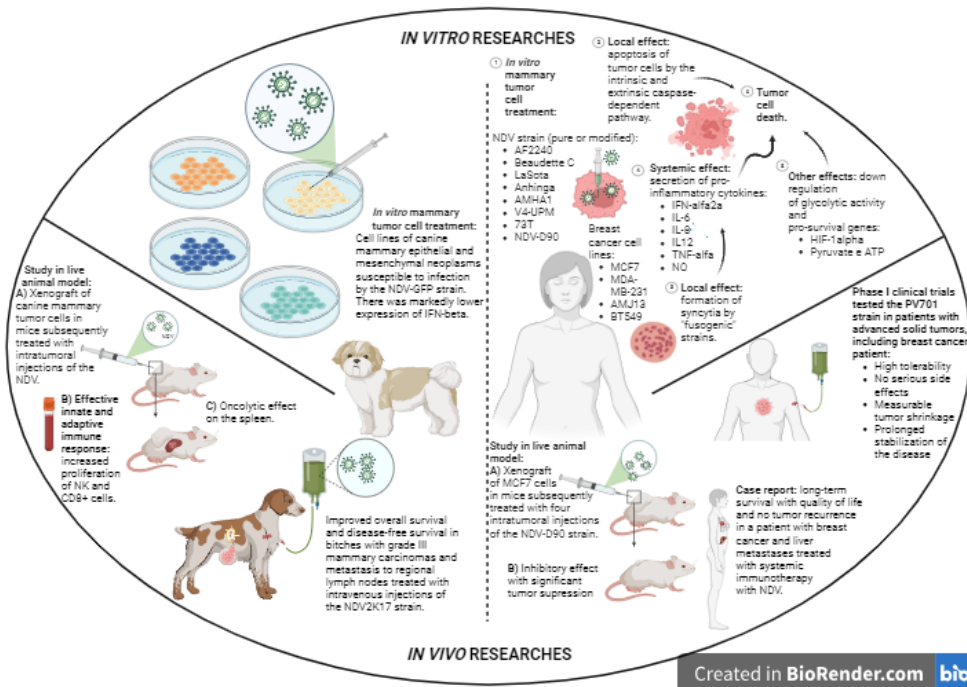 IN VITRO RESEARCHES
In vitro mammary
tumor cell treatment:
Cell lines of canine
mammary epithelial and
mesenchymal neoplasms
susceptible to infection
by the NDV-GFP strain.
There was markedly lower
expression of IFN-beta.
1 In vitro
mammary
tumor
cell
treatment:
NDV strain (pure or modified):
• AF2240
• Beaudette C
• LaSota
• Anhinga
• AMHA1
• V4-UPM
• 73T
• NDV-D90
Breast
cancer cell
lines:
• MCF7
• MDA-
MB-231
• AMJ13
• BT549
2 Local effect:
apoptosis of
tumor cells by the
intrinsic and
extrinsic caspase-
dependent
pathway.
Tumor
cell
death.
4 Systemic effect:
secretion of pro-
inflammatory cytokines:
• IFN-alfa2a
• IL-6
• IL12
• TNF-alfa
• NO
Local effect:
formation of
syncytia by
"fusogenic"
strains.
Other effects: down
regulation
of glycolytic activity
and
pro-survival genes:
• HIF-1alpha
• Pyruvate e ATP
Study in live
animal model:
A) Xenograft of
canine mammary
tumor cells in
mice subsequently
treated with
intratumoral
injections of the
NDV.
NDV
B) Effective
innate and
adaptive
immune
response:
increased
proliferation
of NK and
CD8+ cells.
C) Oncolytic effect
on the spleen.
Improved overall survival
and disease-free survival in
bitches with grade III
mammary carcinomas and
metastasis to regional
lymph nodes treated with
intravenous injections of
the NDV2K17 strain.
Study in live animal
model:
A) Xenograft
of MCF7 cells
in mice subsequently
treated with four
intratumoral injections
of the NDV-D90 strain.
B) Inhibitory effect
with significant
tumor supression
Phase I clinical trials
tested the PV701
strain in patients with
advanced solid tumors,
including breast cancer
patient:
• High tolerability
• No serious side
effects
• Measurable
tumor shrinkage
• Prolonged
stabilization of
the disease
Case report: long-term
survival with quality of life
and no tumor recurrence
in a patient with breast
cancer and liver
metastases treated
with systemic
immunotherapy
with NDV.
IN VIVO RESEARCHES
Created in BioRender.com bio